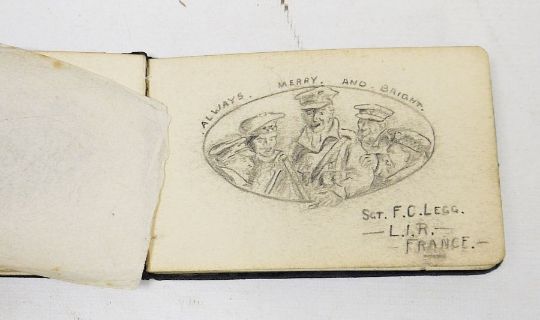 ALWAYS. MERRY. AND. BRIGHT.
SGT. F. C. LEGG.
— L.I.R. —
— FRANCE. —